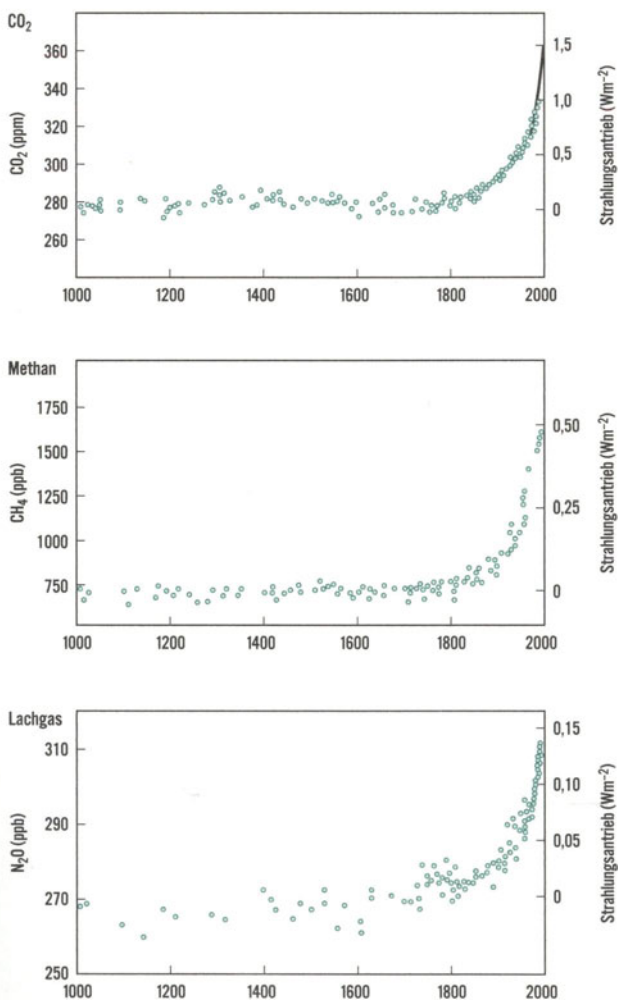 CO₂
360
340
320
300
280
260
CO₂ (ppm)
1,5
1,0
0,5
0
Strahlungsantrieb (Wm⁻²)
1000 1200 1400 1600 1800 2000
Methan
1750
1500
1250
1000
750
CH₄ (ppb)
0,50
0,25
0
Strahlungsantrieb (Wm⁻²)
1000 1200 1400 1600 1800 2000
Lachgas
310
290
270
250
N₂O (ppb)
0,15
0,10
0,05
0
Strahlungsantrieb (Wm⁻²)
1000 1200 1400 1600 1800 2000